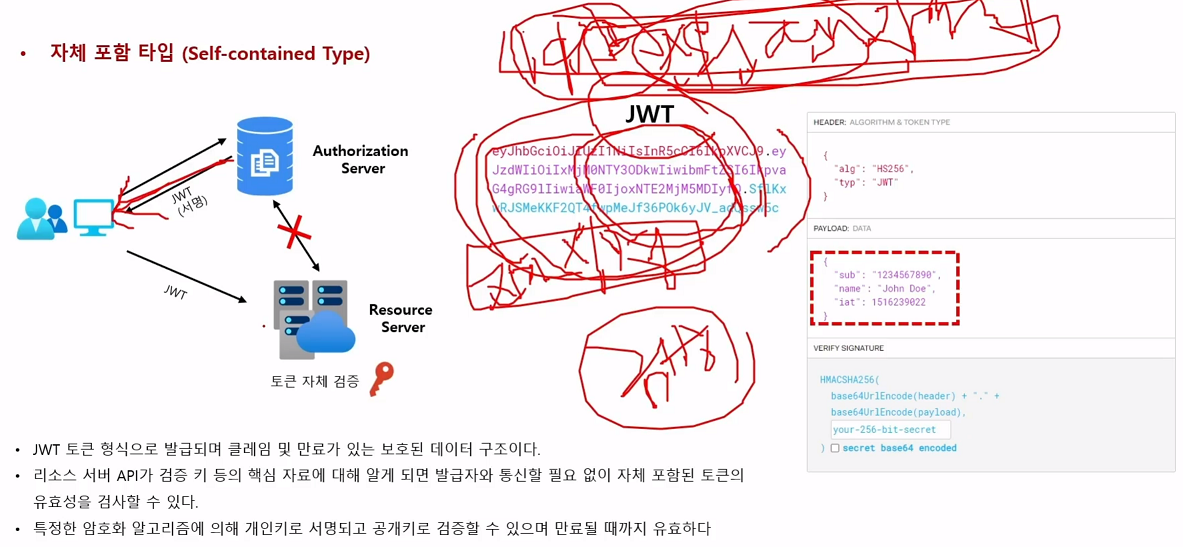 • 자체 포함 타입 (Self-contained Type)
Authorization
Server
JWT
(서명)
JWT
Resource
Server
토큰 자체 검증
JWT
HEADER: ALGORITHM & TOKEN TYPE
{
"alg": "HS256",
"typ": "JWT"
}
PAYLOAD: DATA
{
"sub": "1234567890",
"name": "John Doe",
"iat": 1516239022
}
VERIFY SIGNATURE
HMACSHA256(
base64UrlEncode(header) + "." +
base64UrlEncode(payload),
your-256-bit-secret
) secret base64 encoded
• JWT 토큰 형식으로 발급되며 클레임 및 만료가 있는 보호된 데이터 구조이다.
• 리소스 서버 API가 검증 키 등의 핵심 자료에 대해 알게 되면 발급자와 통신할 필요 없이 자체 포함된 토큰의
유효성을 검사할 수 있다.
• 특정한 암호화 알고리즘에 의해 개인키로 서명되고 공개키로 검증할 수 있으며 만료될 때까지 유효하다